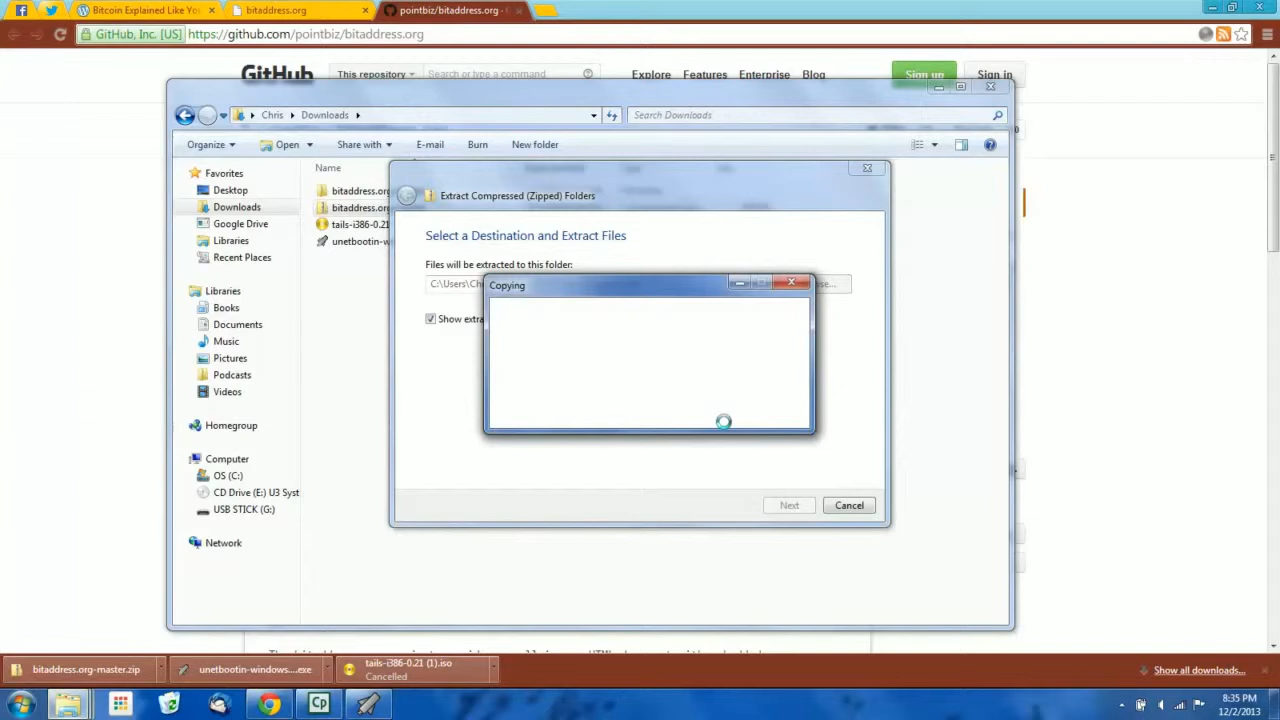 Bitcoin Explained Like Yo
bitaddress.org
pointbiz/bitaddress.org -
GitHub, Inc. [US]
https://github.com/pointbiz/bitaddress.org
GitHub
This repository
Search or type a command
Explore
Features
Enterprise
Blog
Sign up
Sign in
Chris
Downloads
Search Downloads
Organize
Open
Share with
E-mail
Burn
New folder
Favorites
Desktop
Downloads
Google Drive
Libraries
Recent Places
Libraries
Books
Documents
Music
Pictures
Podcasts
Videos
Homegroup
Computer
OS (C:)
CD Drive (E:) U3 Syst
USB STICK (G:)
Network
Name
bitaddress.org
bitaddress.org
tails-i386-0.21
unetbootin-w
Extract Compressed (Zipped) Folders
Select a Destination and Extract Files
Files will be extracted to this folder:
C:\Users\Ch
se...
Show extra
Copying
Next
Cancel
bitaddress.org-master.zip
unetbootin-windows....exe
tails-i386-0.21 (1).iso
Cancelled
Show all downloads...
8:35 PM
12/2/2013